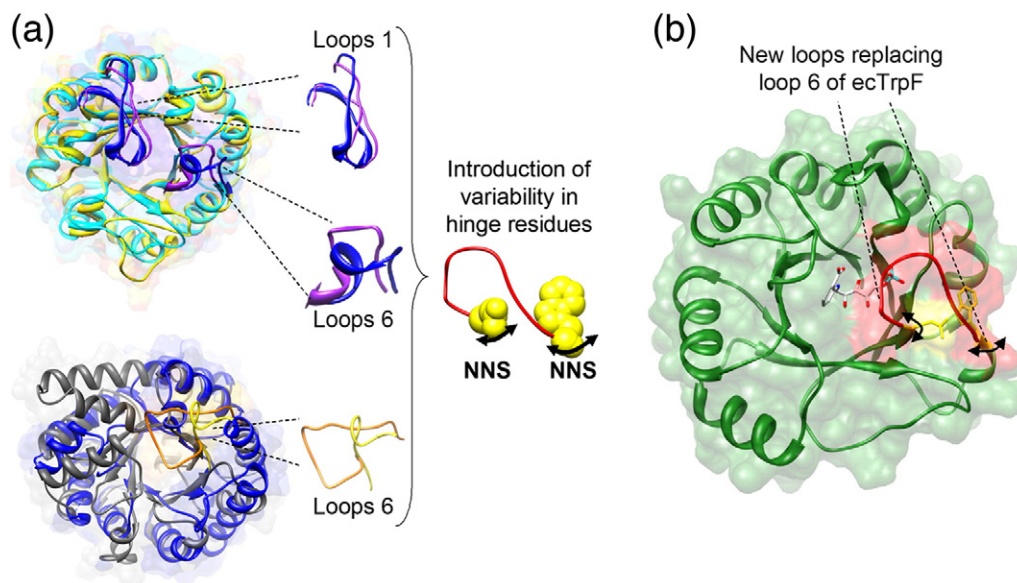 (a)
Loops 1
Loops 6
Introduction of
variability in
hinge residues
NNS
NNS
Loops 6
(b)
New loops replacing
loop 6 of ecTrpF